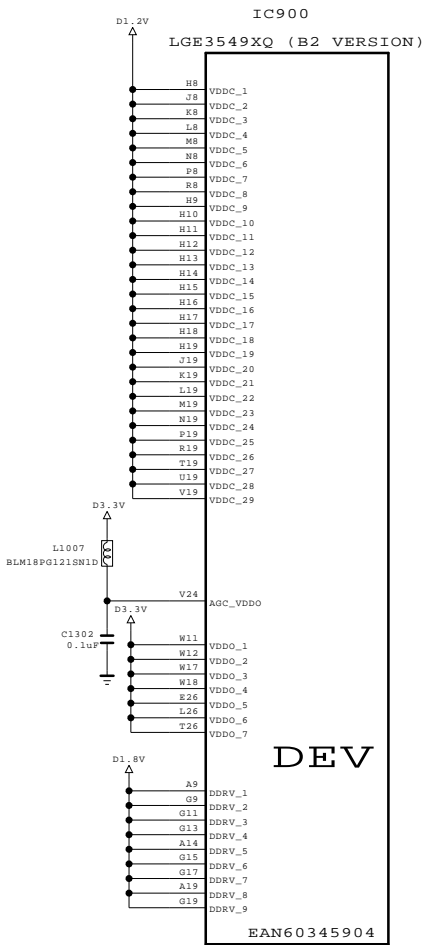 IC900
D1.2V
LGE3549XQ (B2 VERSION)
H8 VDDC_1
J8 VDDC_2
K8 VDDC_3
L8 VDDC_4
M8 VDDC_5
N8 VDDC_6
P8 VDDC_7
R8 VDDC_8
H9 VDDC_9
H10 VDDC_10
H11 VDDC_11
H12 VDDC_12
H13 VDDC_13
H14 VDDC_14
H15 VDDC_15
H16 VDDC_16
H17 VDDC_17
H18 VDDC_18
H19 VDDC_19
J19 VDDC_20
K19 VDDC_21
L19 VDDC_22
M19 VDDC_23
N19 VDDC_24
P19 VDDC_25
R19 VDDC_26
T19 VDDC_27
U19 VDDC_28
V19 VDDC_29
D3.3V
L1007
BLM18PG121SN1D
V24 AGC_VDDO
D3.3V
C1302
0.1uF
W11 VDDO_1
W12 VDDO_2
W17 VDDO_3
W18 VDDO_4
E26 VDDO_5
L26 VDDO_6
T26 VDDO_7
DEV
D1.8V
A9 DDRV_1
G9 DDRV_2
G11 DDRV_3
G13 DDRV_4
A14 DDRV_5
G15 DDRV_6
G17 DDRV_7
A19 DDRV_8
G19 DDRV_9
EAN60345904